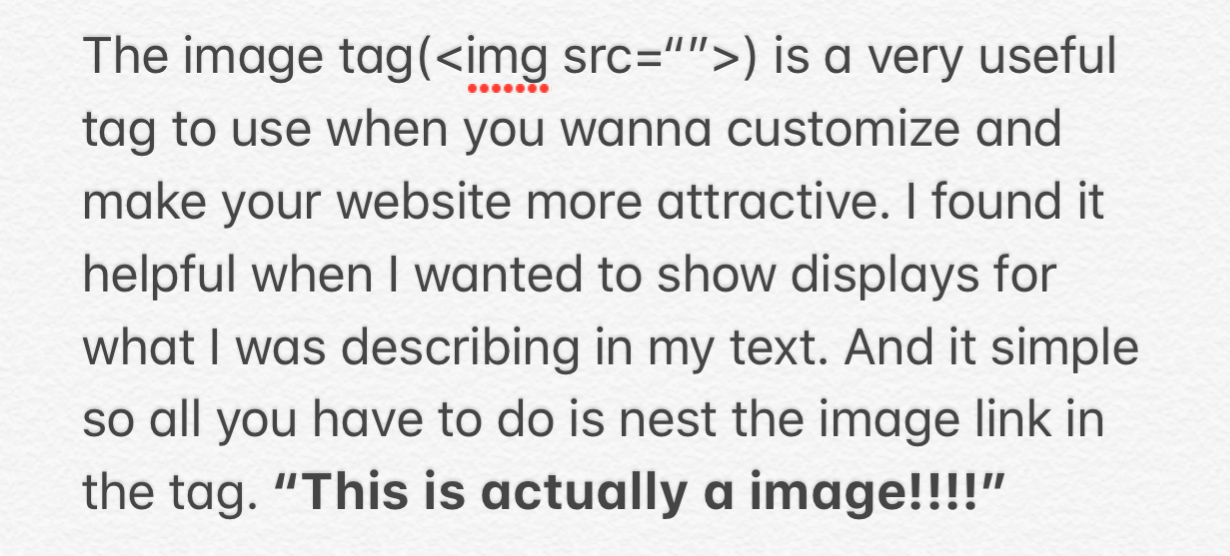 The image tag(<img src=“”>) is a very useful
tag to use when you wanna customize and
make your website more attractive. I found it
helpful when I wanted to show displays for
what I was describing in my text. And it simple
so all you have to do is nest the image link in
the tag. “This is actually a image!!!!”